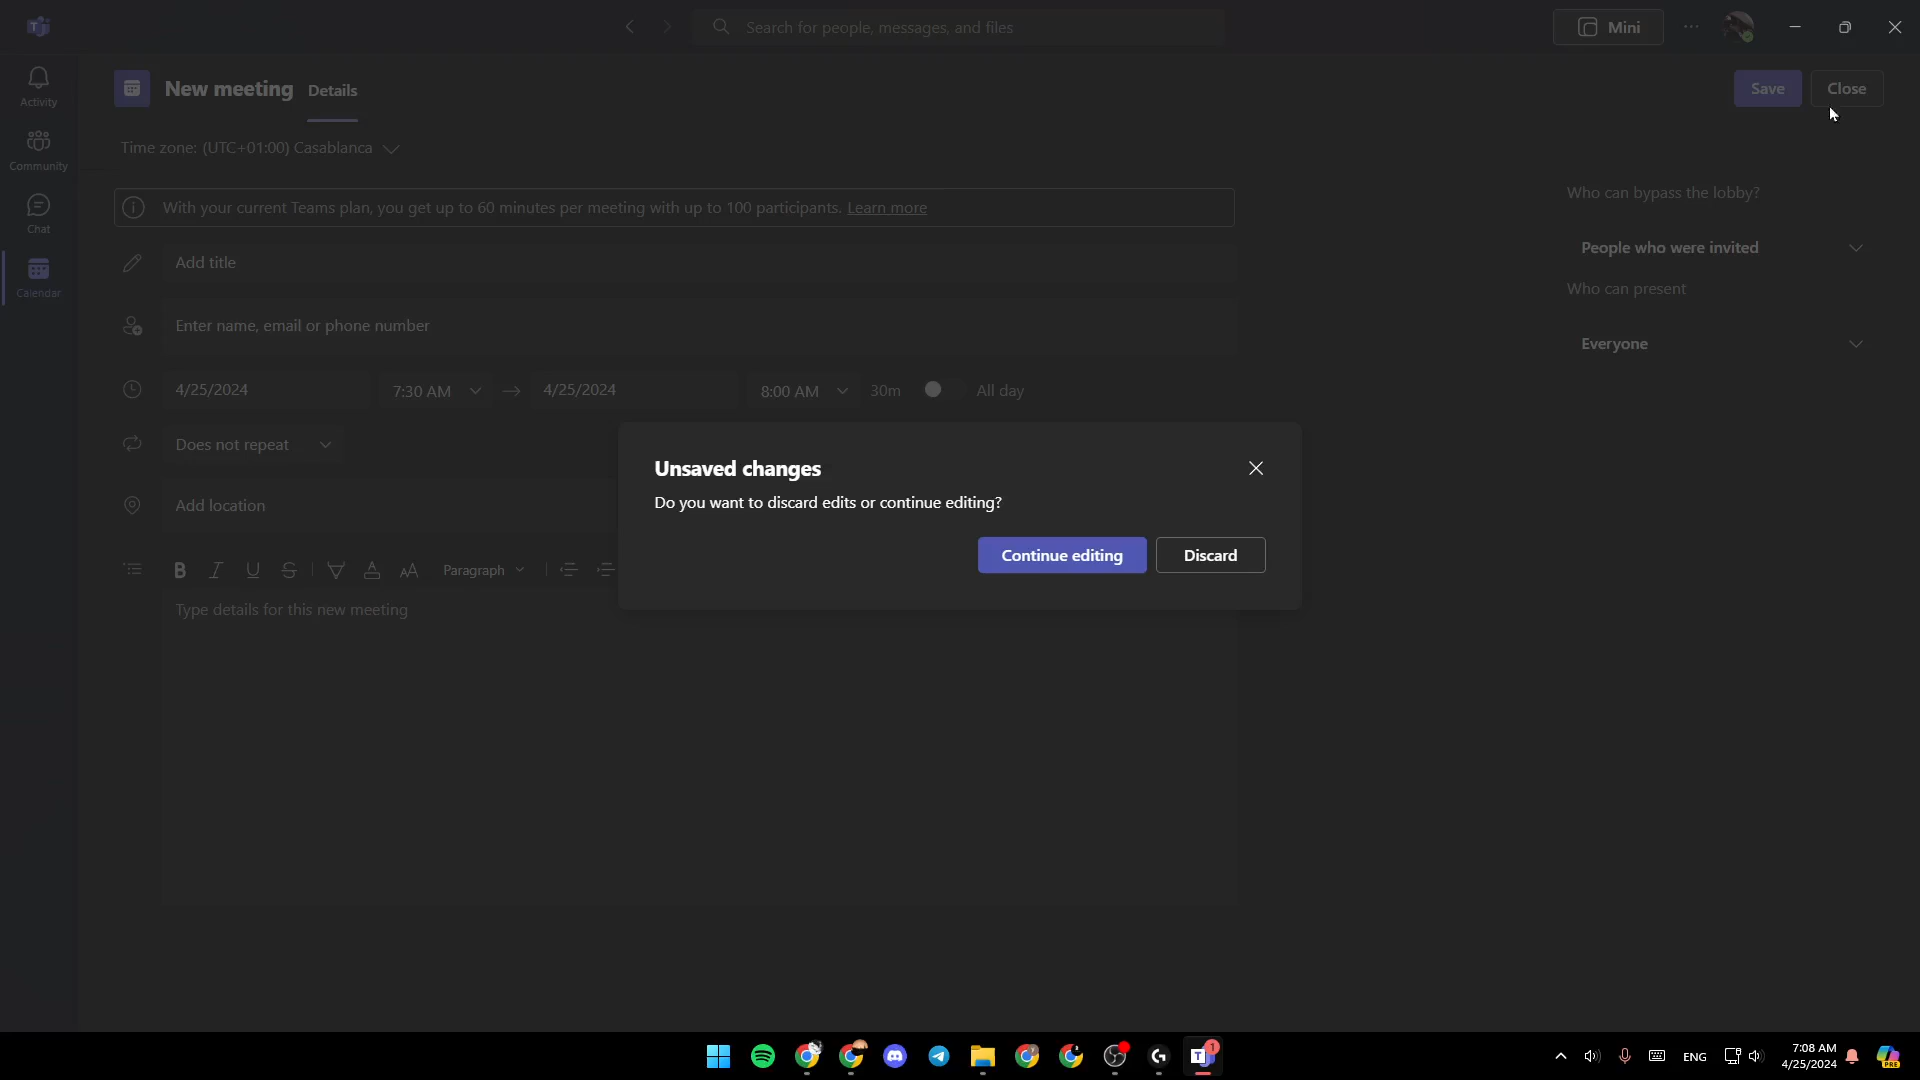 Search for people, messages, and files
Mini
Activity
Community
Chat
Calendar
New meeting
Details
Save
Close
Time zone: (UTC+01:00) Casablanca
With your current Teams plan, you get up to 60 minutes per meeting with up to 100 participants. Learn more
Add title
Enter name, email or phone number
4/25/2024
7:30 AM
4/25/2024
8:00 AM
30m
All day
Does not repeat
Add location
Paragraph
Type details for this new meeting
Who can bypass the lobby?
People who were invited
Who can present
Everyone
Unsaved changes
Do you want to discard edits or continue editing?
Continue editing
Discard
ENG
7:08 AM
4/25/2024
1
PRE